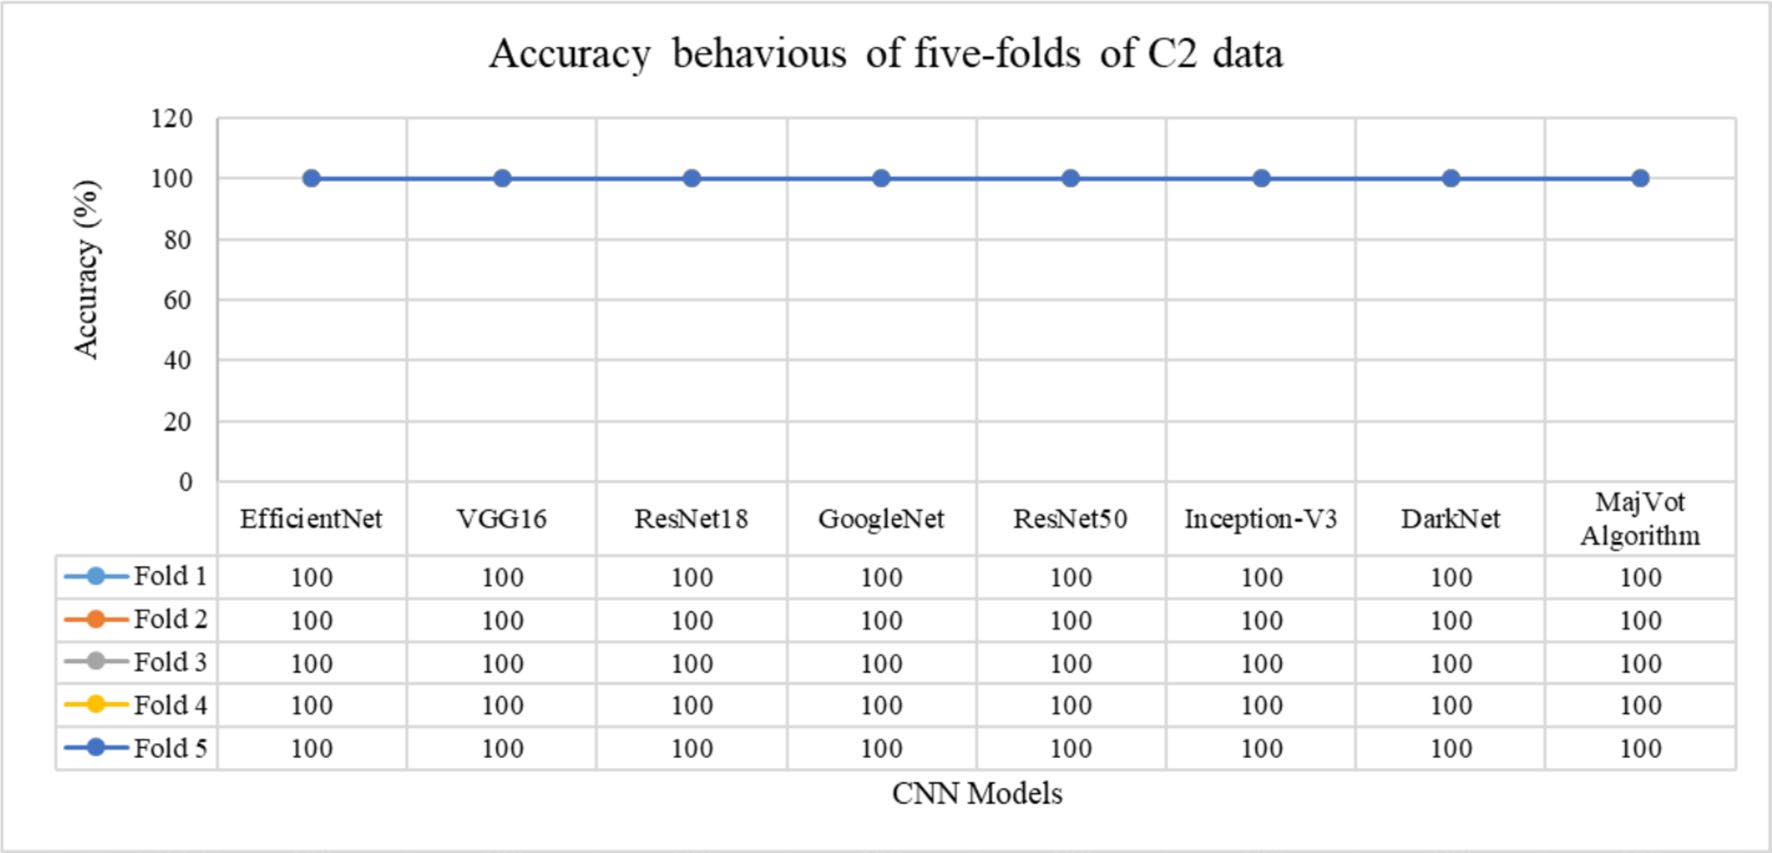 Accuracy behavious of five-folds of C2 data
Accuracy (%)
120
100
80
60
40
20
0
EfficientNet VGG16 ResNet18 GoogleNet ResNet50 Inception-V3 DarkNet MajVot
Algorithm
Fold 1 100 100 100 100 100 100 100 100
Fold 2 100 100 100 100 100 100 100 100
Fold 3 100 100 100 100 100 100 100 100
Fold 4 100 100 100 100 100 100 100 100
Fold 5 100 100 100 100 100 100 100 100
CNN Models